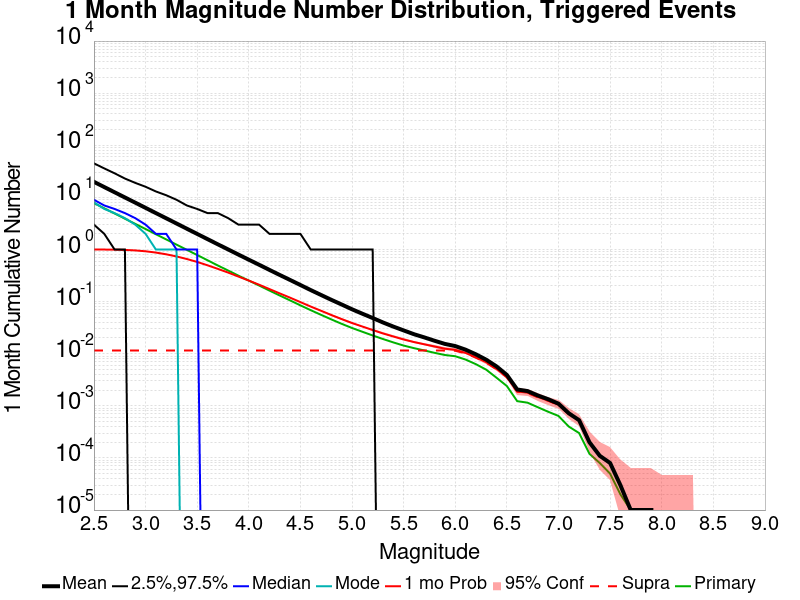 1 Month Magnitude Number Distribution, Triggered Events
1 Month Cumulative Number
10^4
10^3
10^2
10^1
10^0
10^-1
10^-2
10^-3
10^-4
10^-5
2.5 3.0 3.5 4.0 4.5 5.0 5.5 6.0 6.5 7.0 7.5 8.0 8.5 9.0
Magnitude
Mean 2.5%,97.5% Median Mode 1 mo Prob 95% Conf Supra Primary